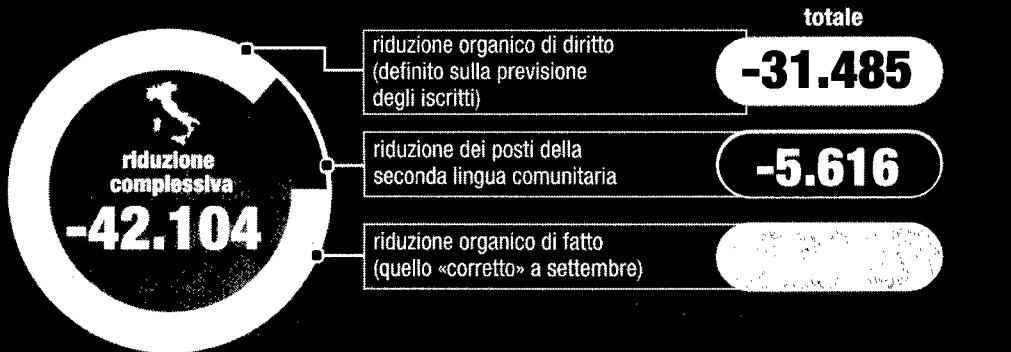 totale
riduzione organico di diritto
(definito sulla previsione
degli iscritti)
-31.485
riduzione dei posti della
seconda lingua comunitaria
-5.616
riduzione organico di fatto
(quello «corretto» a settembre)
riduzione
complessiva
-42.104